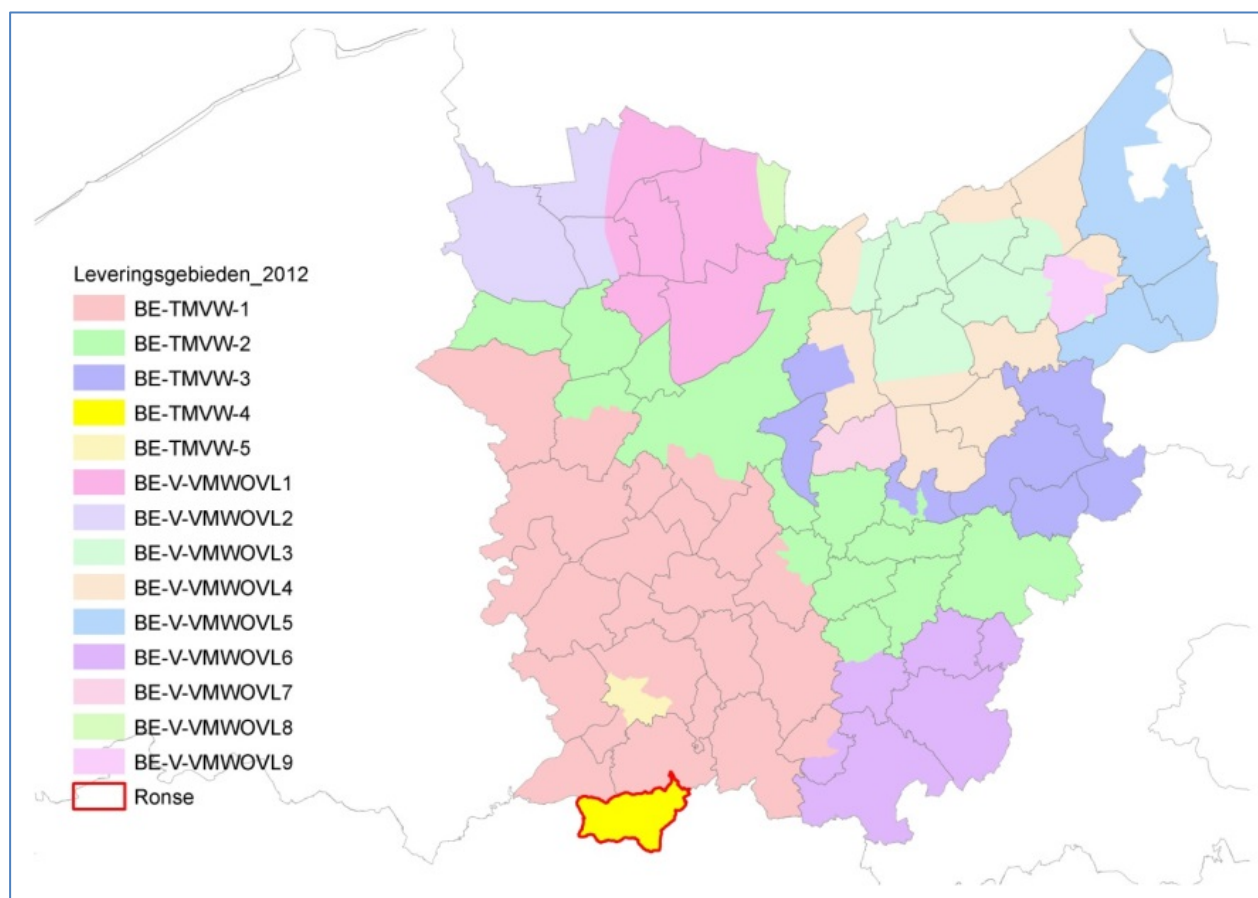 Leveringsgebieden_2012
BE-TMVW-1
BE-TMVW-2
BE-TMVW-3
BE-TMVW-4
BE-TMVW-5
BE-V-VMWOVL1
BE-V-VMWOVL2
BE-V-VMWOVL3
BE-V-VMWOVL4
BE-V-VMWOVL5
BE-V-VMWOVL6
BE-V-VMWOVL7
BE-V-VMWOVL8
BE-V-VMWOVL9
Ronse